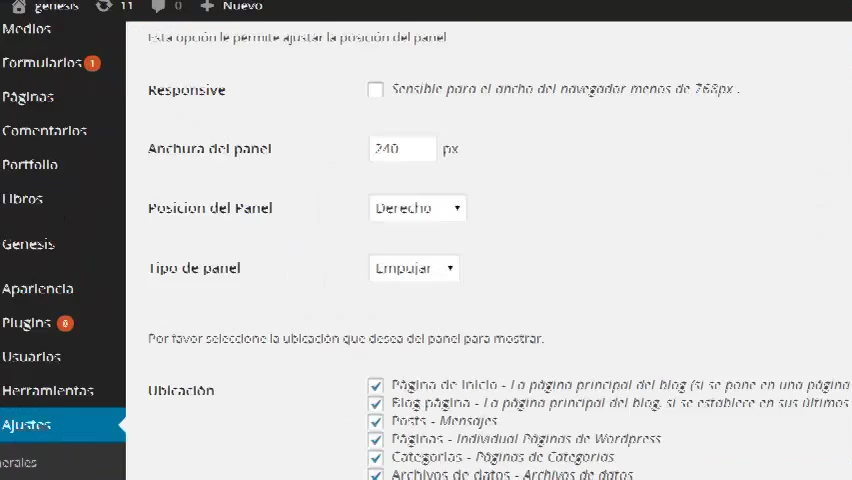 genesis 11 0 Nuevo
Medios
Formularios 1
Páginas
Comentarios
Portfolio
Libros
Genesis
Apariencia
Plugins 8
Usuarios
Herramientas
Ajustes
nerales
Esta opción le permite ajustar la posición del panel
Responsive
Sensible para el ancho del navegador menos de 768px .
Anchura del panel
240 px
Posicion del Panel
Derecho
Tipo de panel
Empujar
Por favor seleccione la ubicación que desea del panel para mostrar.
Ubicación
Página de inicio - La página principal del blog (si se pone en una página
Blog página - La página principal del blog, si se establece en sus últimos
Posts - Mensajes
Páginas - Individual Páginas de Wordpress
Categorias - Páginas de Categorias
Archivos de datos - Archivos de datos